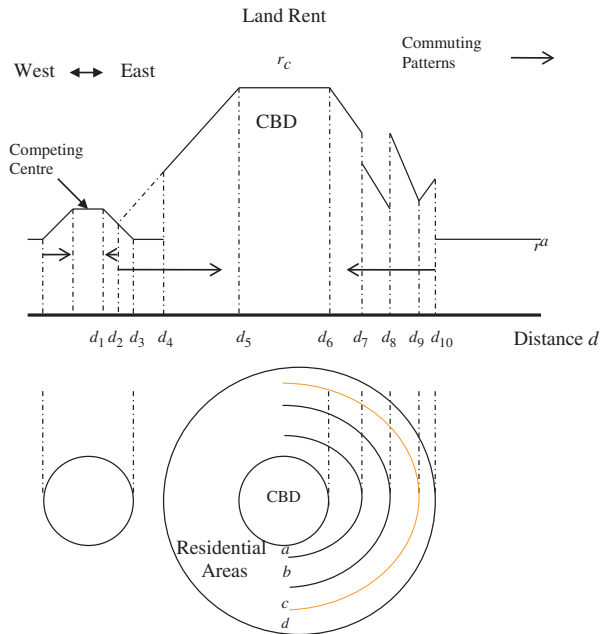 Land Rent
Commuting
Patterns
West
East
r_c
CBD
Competing
Centre
r^a
d_1 d_2 d_3 d_4 d_5 d_6 d_7 d_8 d_9 d_10 Distance d
CBD
Residential
Areas
a
b
c
d